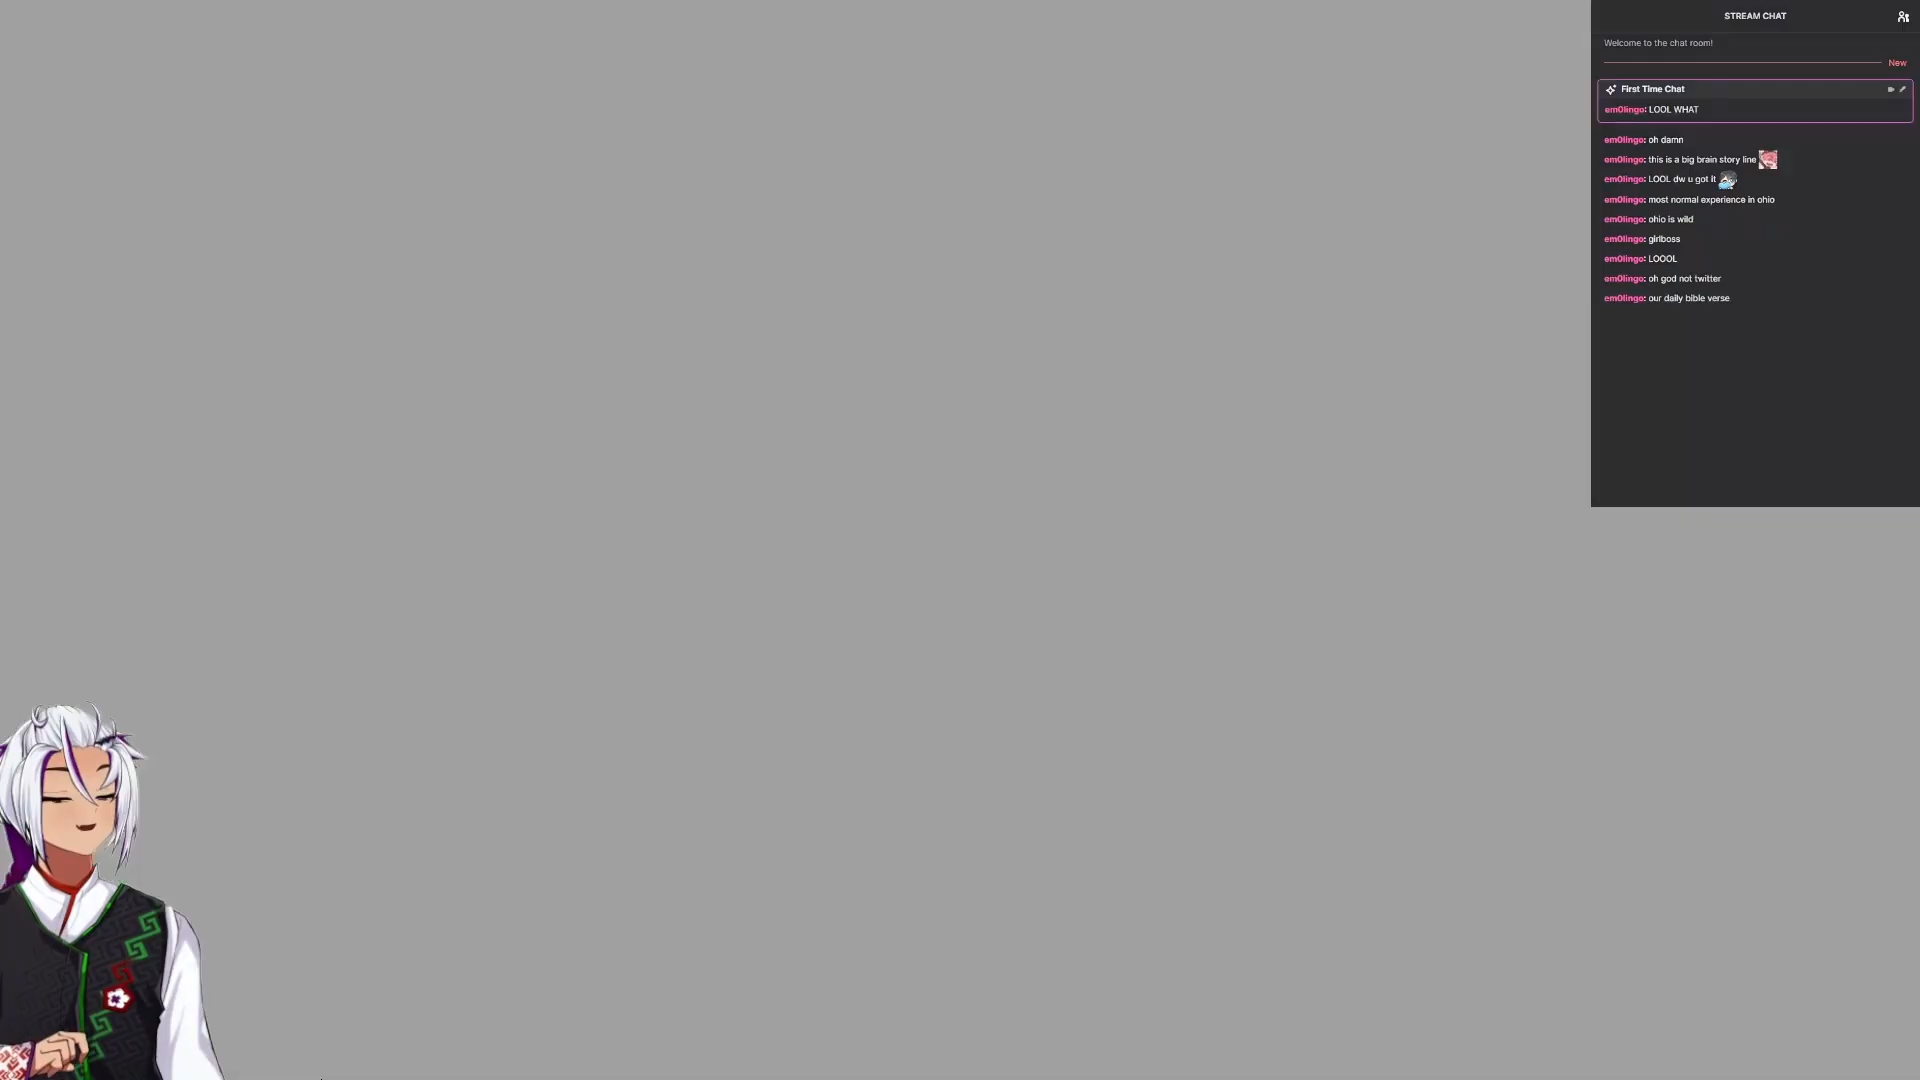 STREAM CHAT
Welcome to the chat room!
New
First Time Chat
em0lingo: LOOL WHAT
em0lingo: oh damn
em0lingo: this is a big brain story line
em0lingo: LOOL dw u got it
em0lingo: most normal experience in ohio
em0lingo: ohio is wild
em0lingo: girlboss
em0lingo: LOOOL
em0lingo: oh god not twitter
em0lingo: our daily bible verse